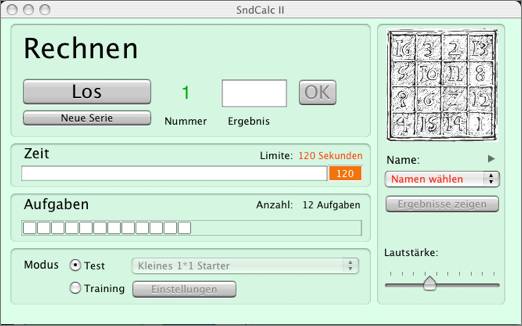 SndCalc II
Rechnen
Los
1
OK
Neue Serie
Nummer
Ergebnis
Zeit
Limite: 120 Sekunden
120
Aufgaben
Anzahl: 12 Aufgaben
Modus
Test
Kleines 1*1 Starter
Training
Einstellungen
16 3 2 13
5 10 11 8
9 6 7 12
4 15 14 1
Name:
Namen wählen
Ergebnisse zeigen
Lautstärke: